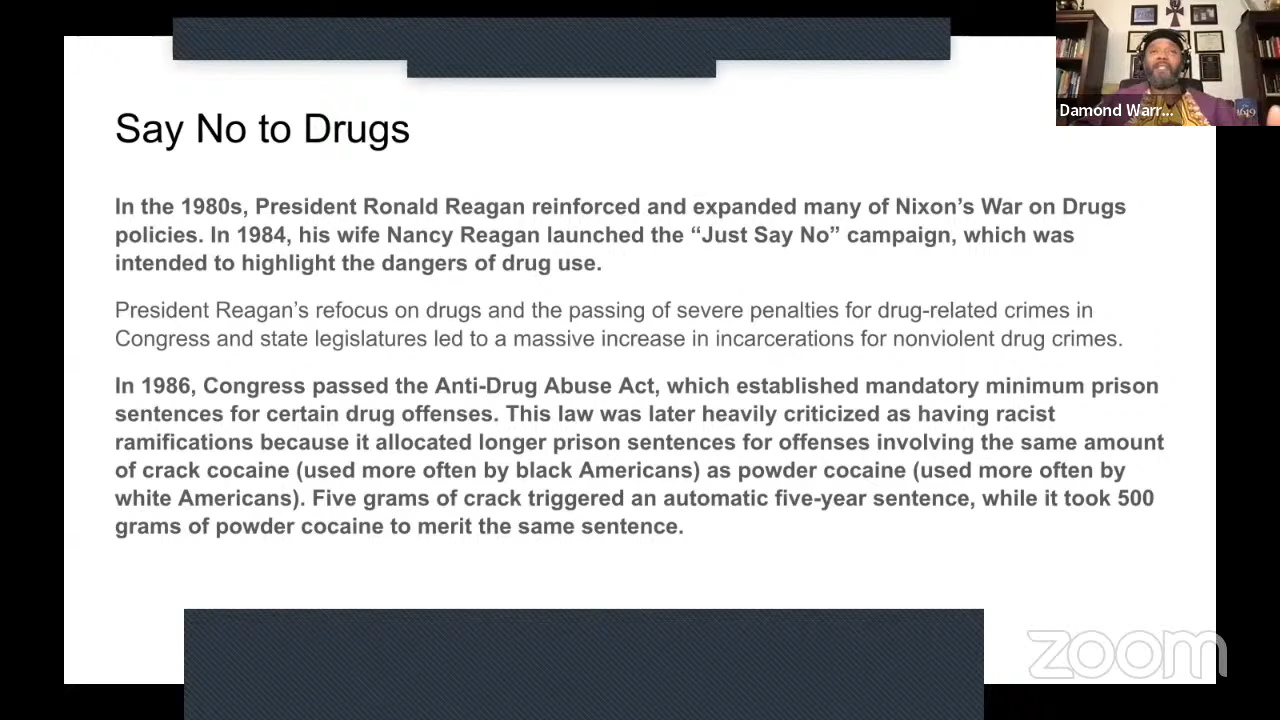 Say No to Drugs
In the 1980s, President Ronald Reagan reinforced and expanded many of Nixon’s War on Drugs
policies. In 1984, his wife Nancy Reagan launched the “Just Say No” campaign, which was
intended to highlight the dangers of drug use.
President Reagan’s refocus on drugs and the passing of severe penalties for drug-related crimes in
Congress and state legislatures led to a massive increase in incarcerations for nonviolent drug crimes.
In 1986, Congress passed the Anti-Drug Abuse Act, which established mandatory minimum prison
sentences for certain drug offenses. This law was later heavily criticized as having racist
ramifications because it allocated longer prison sentences for offenses involving the same amount
of crack cocaine (used more often by black Americans) as powder cocaine (used more often by
white Americans). Five grams of crack triggered an automatic five-year sentence, while it took 500
grams of powder cocaine to merit the same sentence.
Damond Warr...
1619
zoom